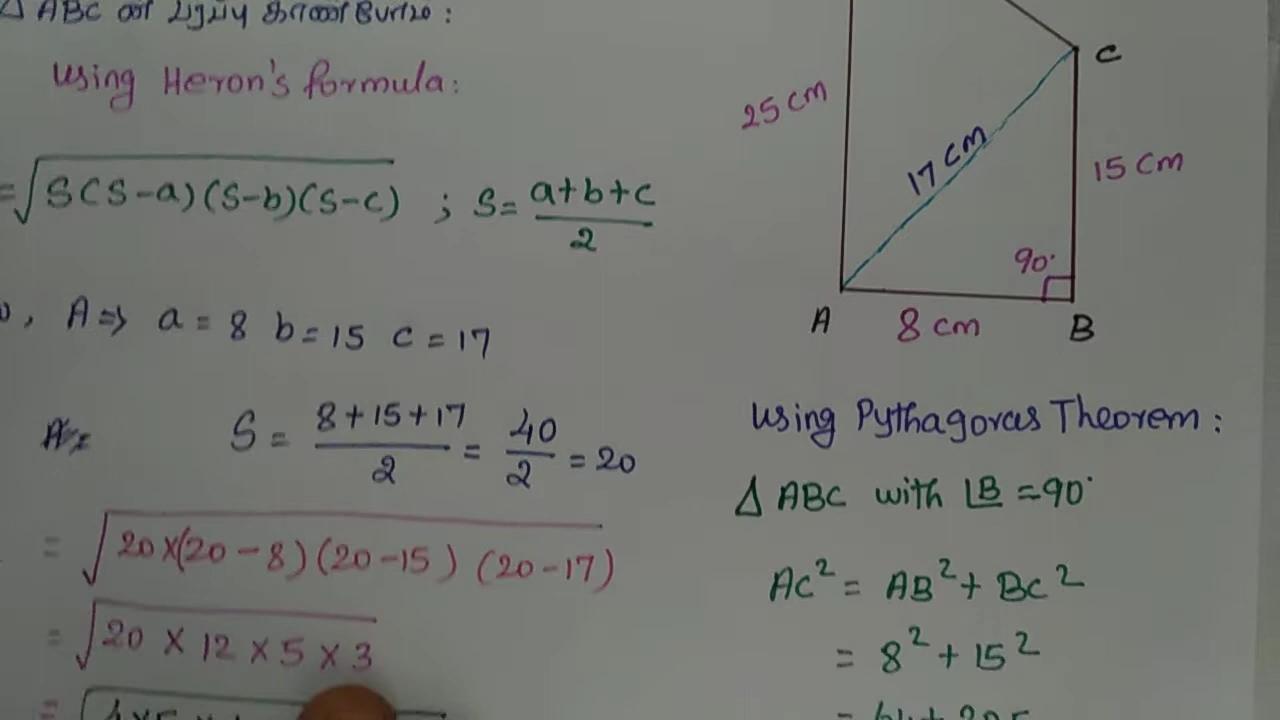 Δ ABC ன் பரப்பு காண்போம் :
Using Heron's formula:
= √S(S-a)(S-b)(S-c) ; S = a+b+c / 2
, A ⇒ a = 8 b = 15 c = 17
S = 8+15+17 / 2 = 40 / 2 = 20
= √20×(20-8)(20-15)(20-17)
= √20 × 12 × 5 × 3
25 cm
17 cm
C
15 cm
90°
A
8 cm
B
Using Pythagoras Theorem :
Δ ABC with ∠B = 90°
AC² = AB² + BC²
= 8² + 15²